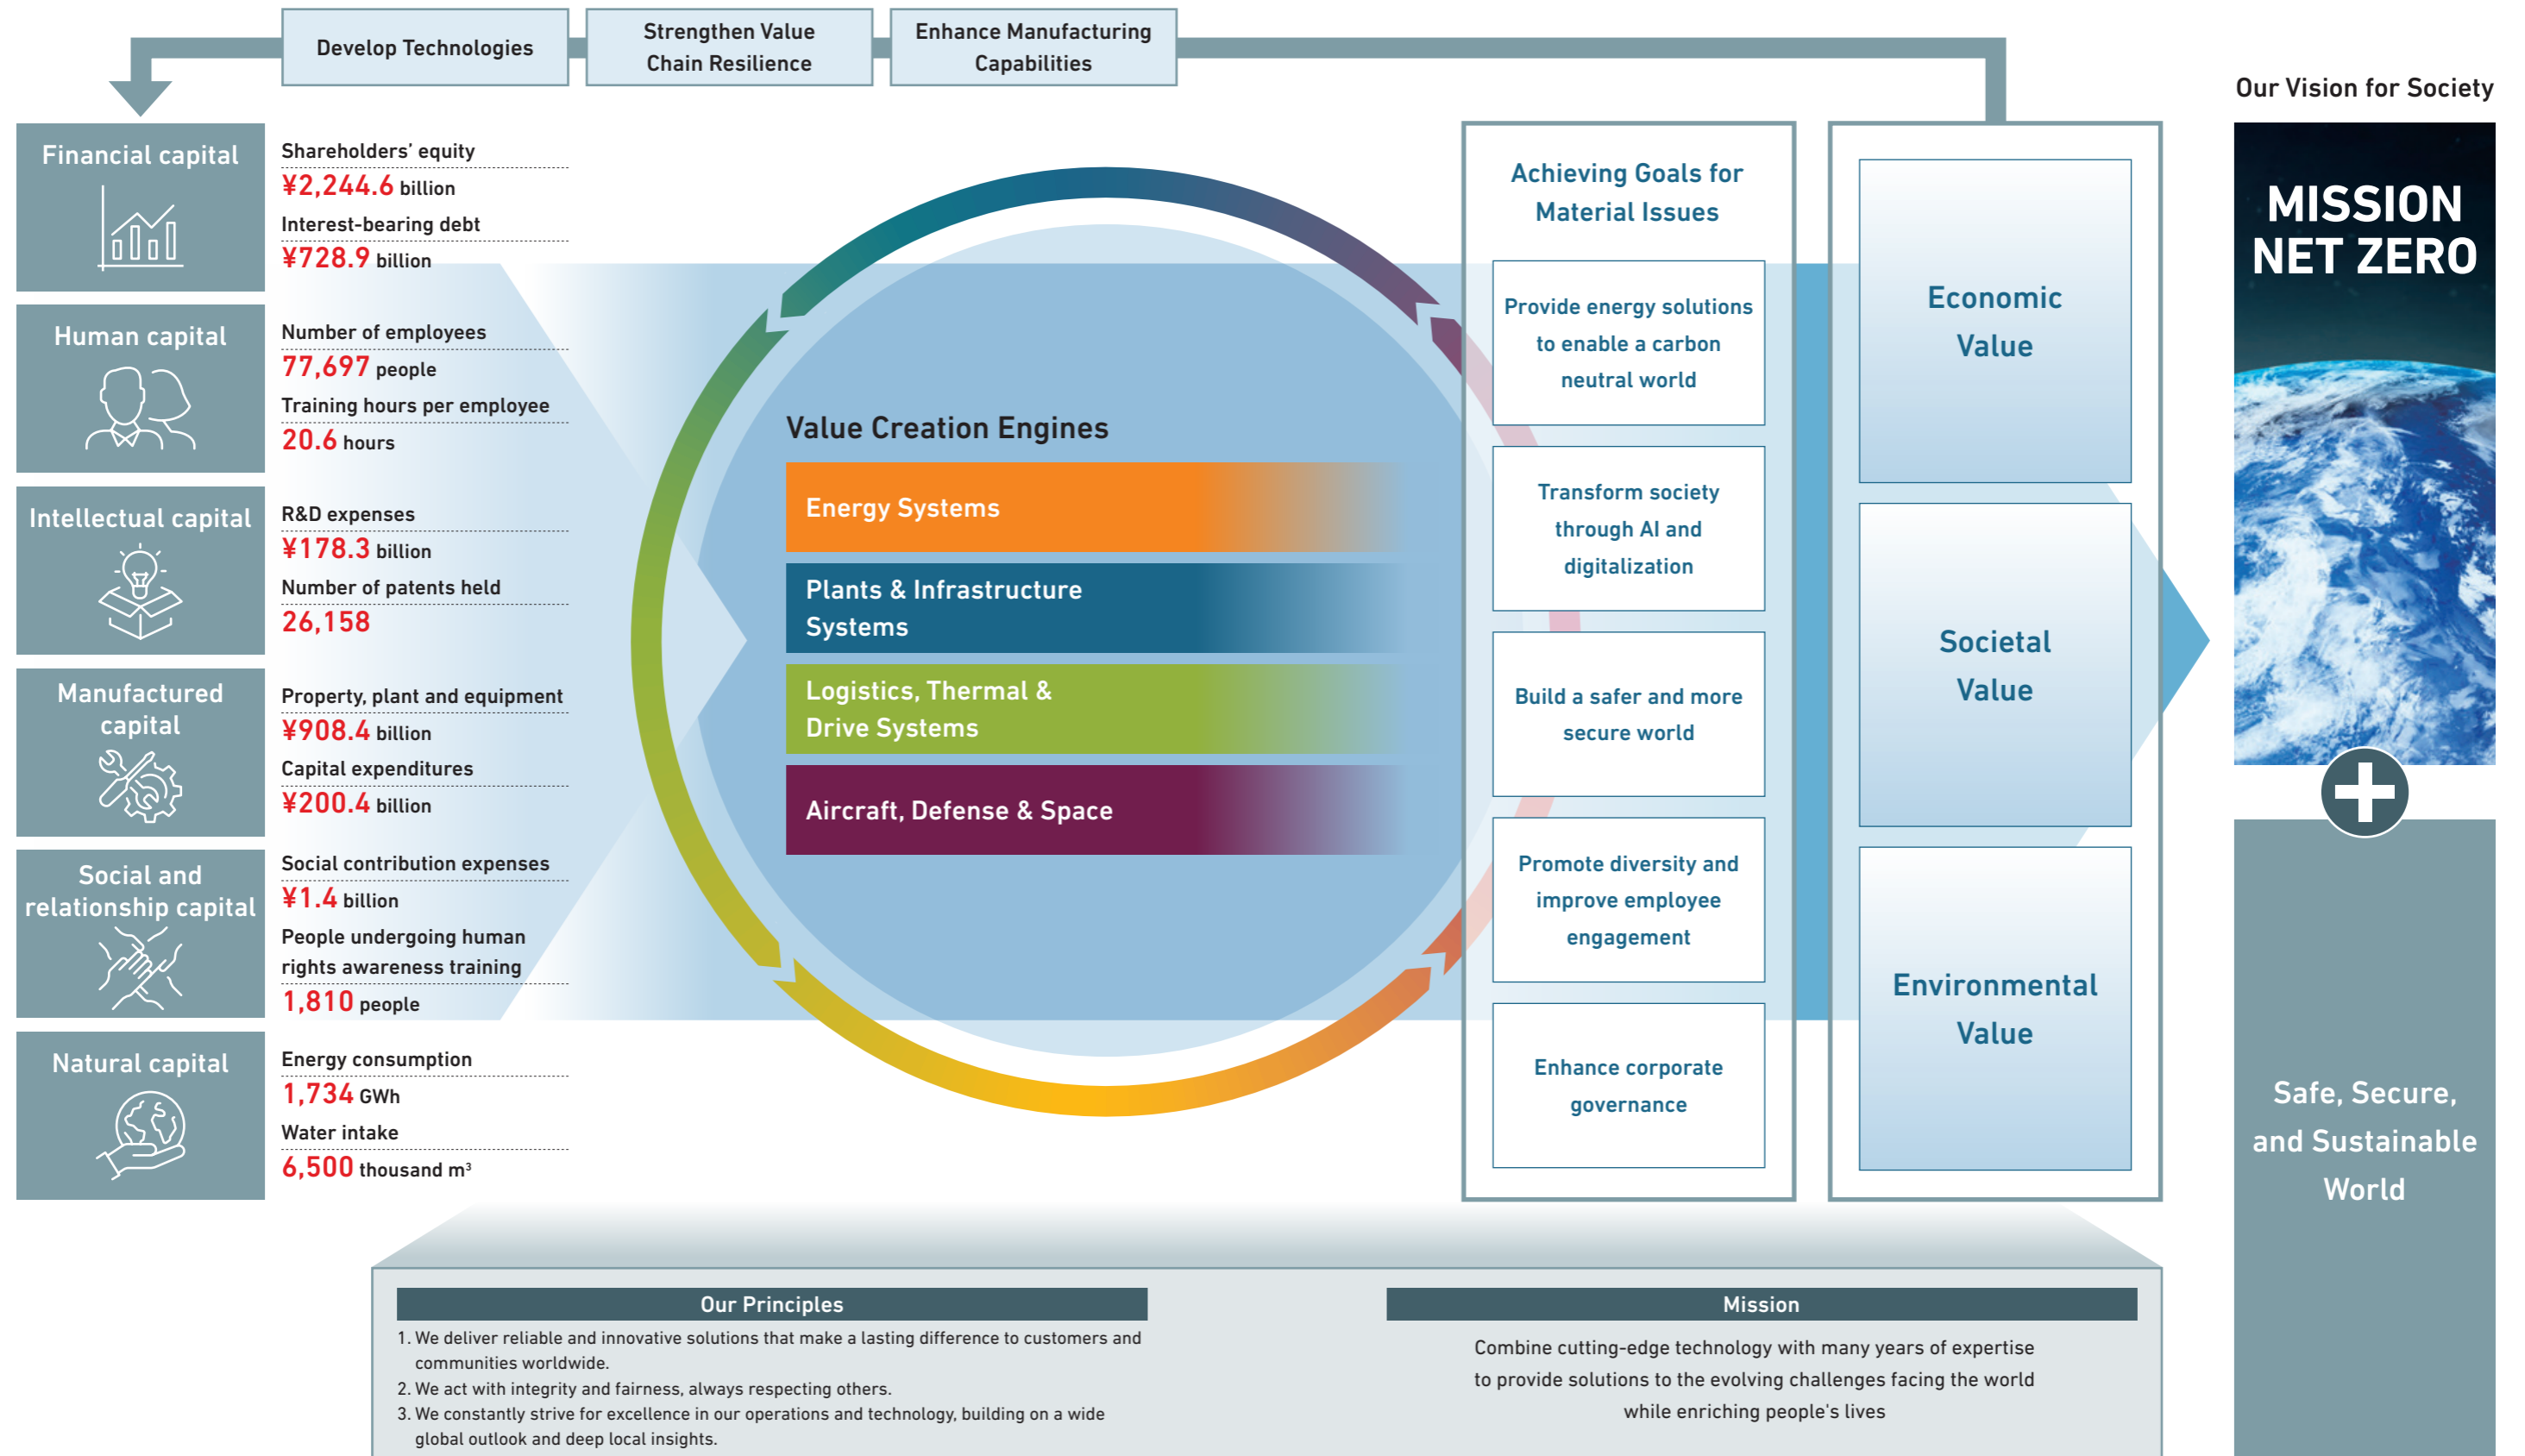 Develop Technologies
Strengthen Value
Chain Resilience
Enhance Manufacturing
Capabilities
Financial capital
Shareholders’ equity
¥2,244.6 billion
Interest-bearing debt
¥728.9 billion
Human capital
Number of employees
77,697 people
Training hours per employee
20.6 hours
Intellectual capital
R&D expenses
¥178.3 billion
Number of patents held
26,158
Manufactured
capital
Property, plant and equipment
¥908.4 billion
Capital expenditures
¥200.4 billion
Social and
relationship capital
Social contribution expenses
¥1.4 billion
People undergoing human
rights awareness training
1,810 people
Natural capital
Energy consumption
1,734 GWh
Water intake
6,500 thousand m³
Value Creation Engines
Energy Systems
Plants & Infrastructure
Systems
Logistics, Thermal &
Drive Systems
Aircraft, Defense & Space
Achieving Goals for
Material Issues
Provide energy solutions
to enable a carbon
neutral world
Transform society
through AI and
digitalization
Build a safer and more
secure world
Promote diversity and
improve employee
engagement
Enhance corporate
governance
Economic
Value
Societal
Value
Environmental
Value
Our Vision for Society
MISSION
NET ZERO
Safe, Secure,
and Sustainable
World
Our Principles
1. We deliver reliable and innovative solutions that make a lasting difference to customers and
communities worldwide.
2. We act with integrity and fairness, always respecting others.
3. We constantly strive for excellence in our operations and technology, building on a wide
global outlook and deep local insights.
Mission
Combine cutting-edge technology with many years of expertise
to provide solutions to the evolving challenges facing the world
while enriching people's lives